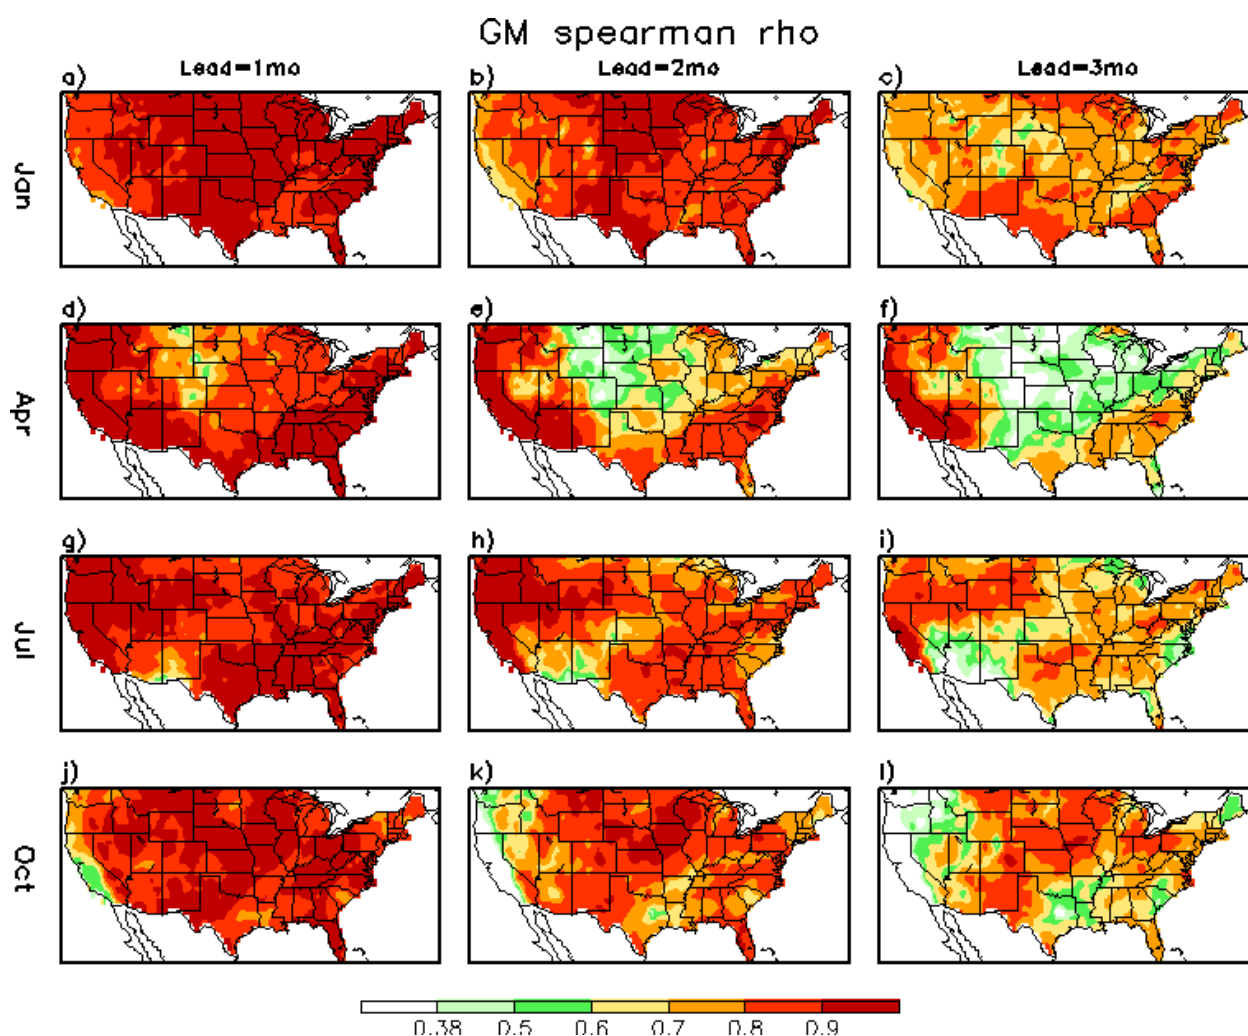 GM spearman rho
Lead=1mo Lead=2mo Lead=3mo
a) b) c)
Jan
d) e) f)
Apr
g) h) i)
Jul
j) k) l)
Oct
0.38 0.5 0.6 0.7 0.8 0.9